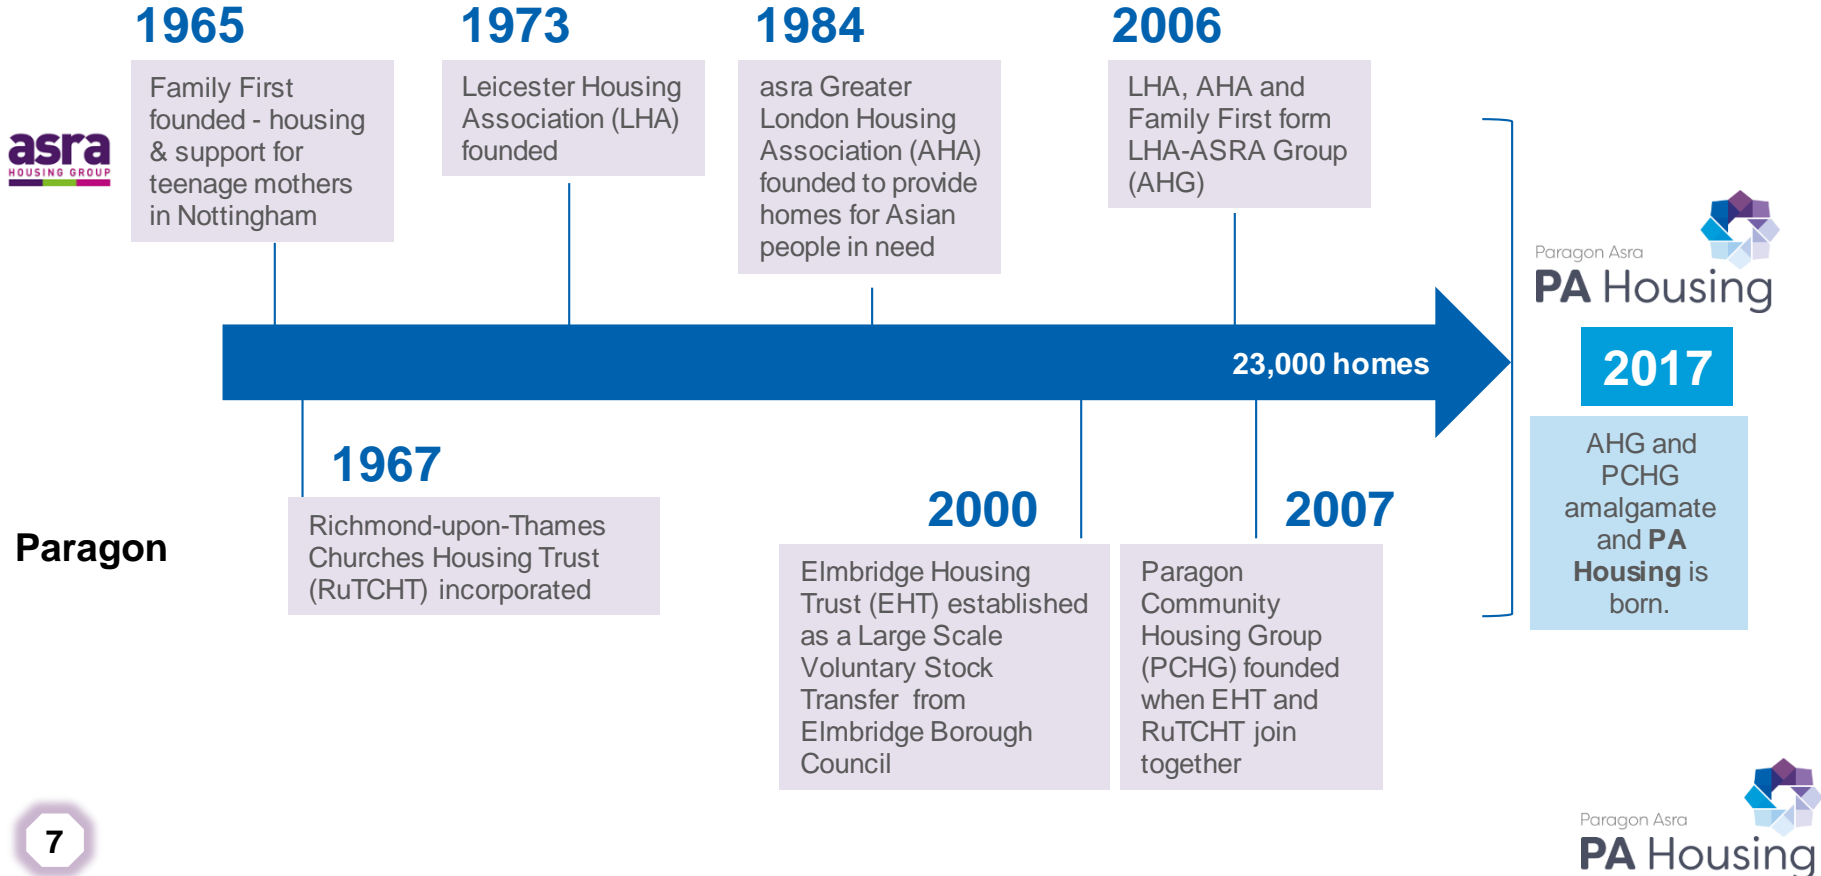 1965
Family First
founded - housing
& support for
teenage mothers
in Nottingham
1973
Leicester Housing
Association (LHA)
founded
1984
asra Greater
London Housing
Association (AHA)
founded to provide
homes for Asian
people in need
2006
LHA, AHA and
Family First form
LHA-ASRA Group
(AHG)
asra
HOUSING GROUP
Paragon Asra
PA Housing
23,000 homes
2017
AHG and
PCHG
amalgamate
and PA
Housing is
born.
Paragon
1967
Richmond-upon-Thames
Churches Housing Trust
(RuTCHT) incorporated
2000
Elmbridge Housing
Trust (EHT) established
as a Large Scale
Voluntary Stock
Transfer from
Elmbridge Borough
Council
2007
Paragon
Community
Housing Group
(PCHG) founded
when EHT and
RuTCHT join
together
7
Paragon Asra
PA Housing